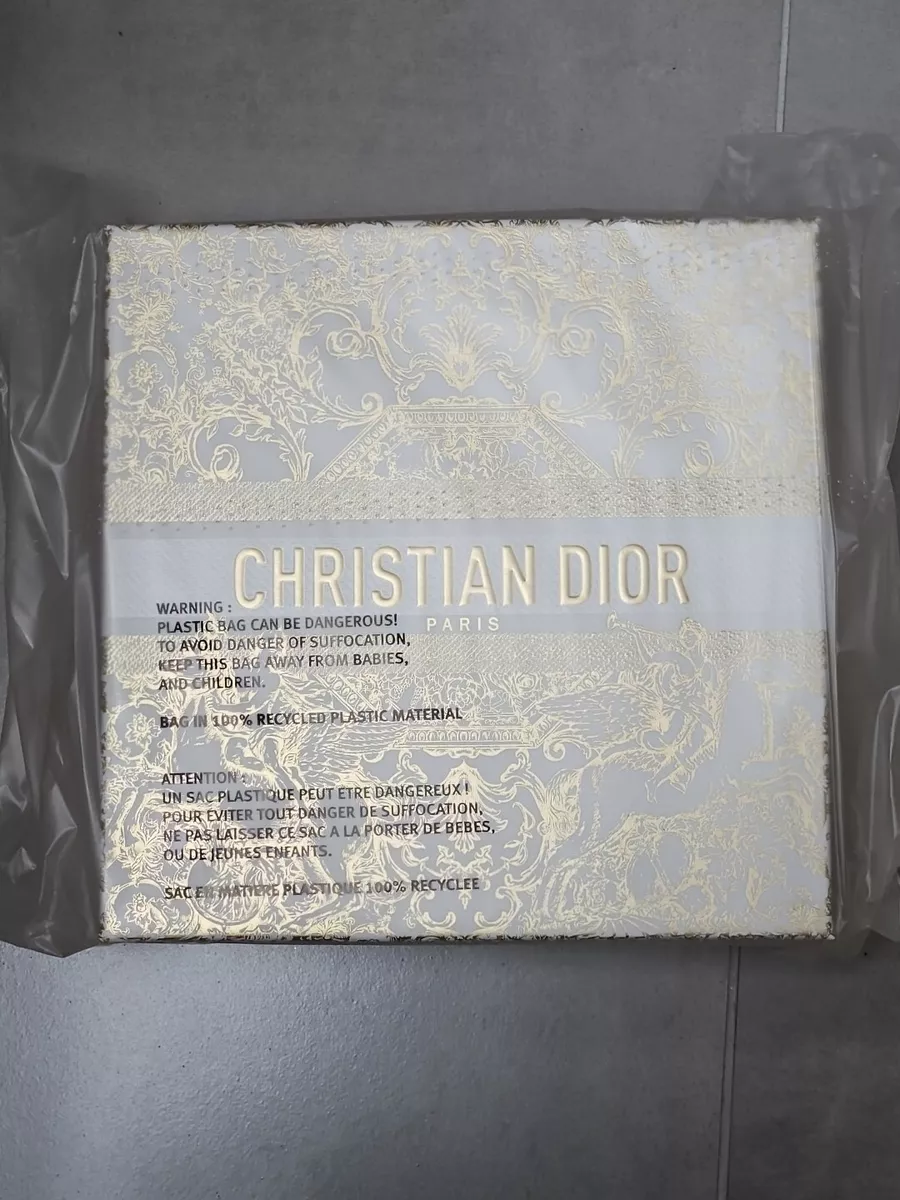 CHRISTIAN DIOR
PARIS
WARNING :
PLASTIC BAG CAN BE DANGEROUS!
TO AVOID DANGER OF SUFFOCATION,
KEEP THIS BAG AWAY FROM BABIES,
AND CHILDREN.
BAG IN 100% RECYCLED PLASTIC MATERIAL
ATTENTION :
UN SAC PLASTIQUE PEUT ETRE DANGEREUX !
POUR EVITER TOUT DANGER DE SUFFOCATION,
NE PAS LAISSER CE SAC A LA PORTER DE BEBES,
OU DE JEUNES ENFANTS.
SAC EN MATIERE PLASTIQUE 100% RECYCLEE